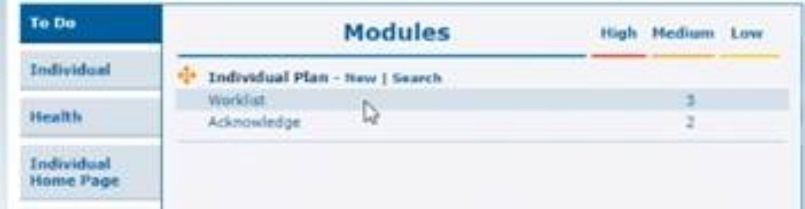 To Do
Modules
High Medium Low
Individual
Individual Plan - New | Search
Worklist 3
Health
Acknowledge 2
Individual
Home Page